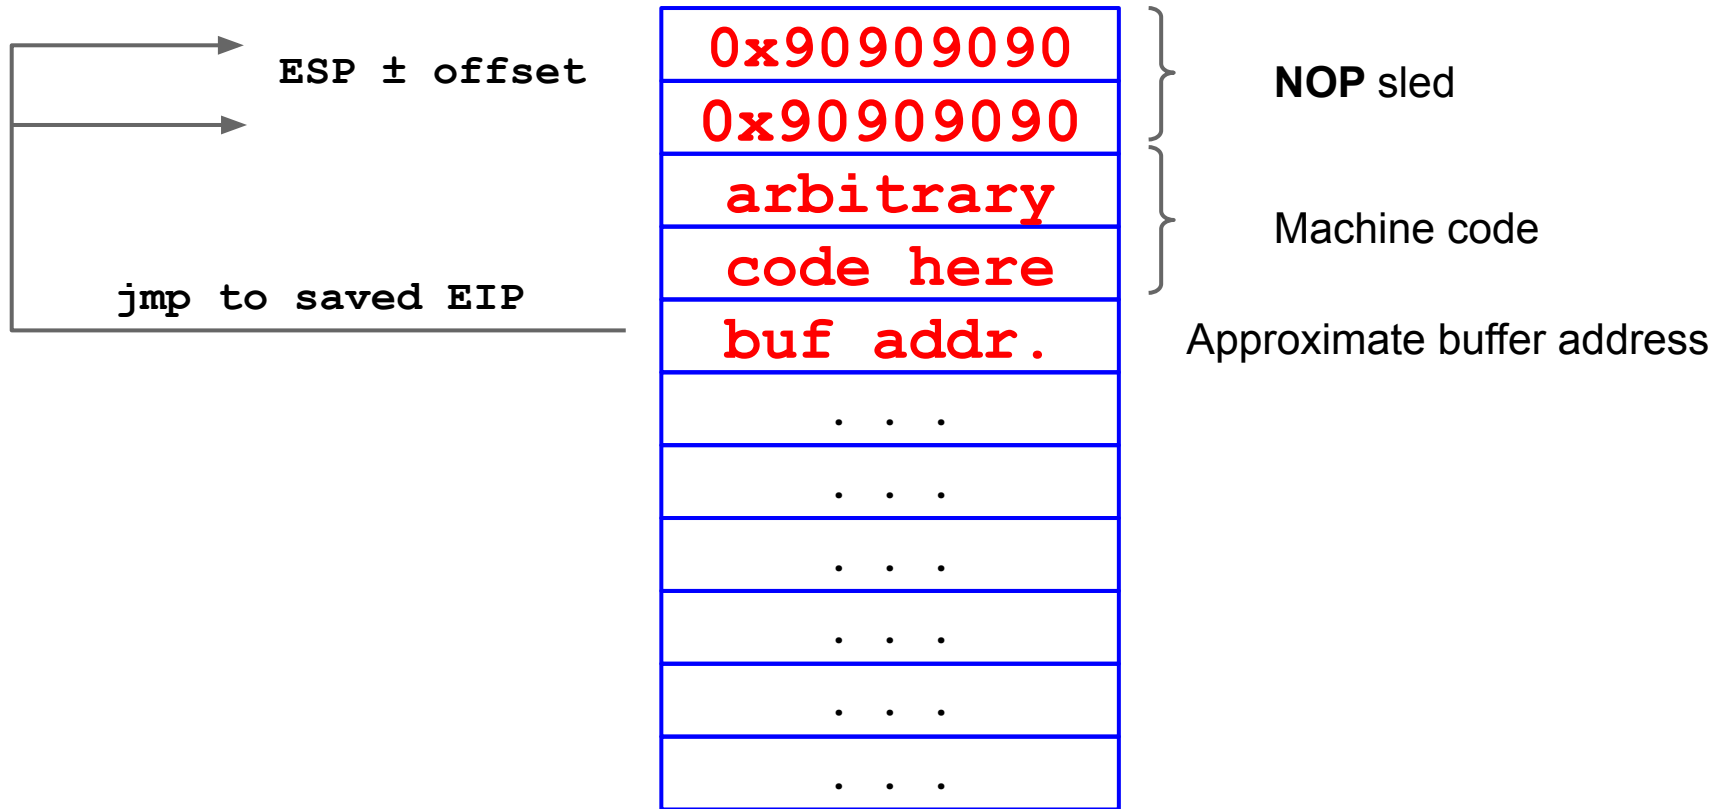 0x90909090
ESP ± offset
NOP sled
0x90909090
arbitrary
Machine code
code here
jmp to saved EIP
buf addr.
Approximate buffer address
. . .
. . .
. . .
. . .
. . .
. . .